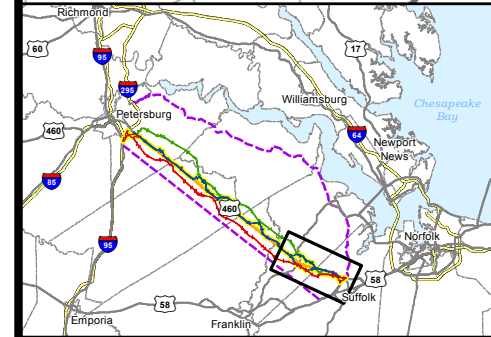 Richmond
60
95
17
295
Williamsburg
Chesapeake
Bay
Petersburg
460
64
Newport
News
85
460
95
Norfolk
58
Suffolk
58
Emporia
Franklin